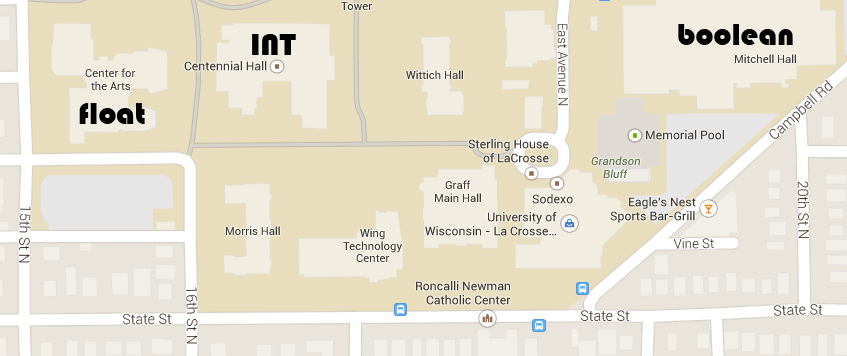 Tower
INT
boolean
Centennial Hall
Mitchell Hall
Center for
the Arts
float
Wittich Hall
East Avenue N
Campbell Rd
Memorial Pool
Sterling House
of LaCrosse
Grandson
Bluff
Graff
Main Hall
Sodexo
Eagle's Nest
Sports Bar-Grill
University of
Wisconsin - La Crosse...
Morris Hall
Wing
Technology
Center
15th St N
20th St N
Vine St
Roncalli Newman
Catholic Center
16th St N
State St
State St
State St